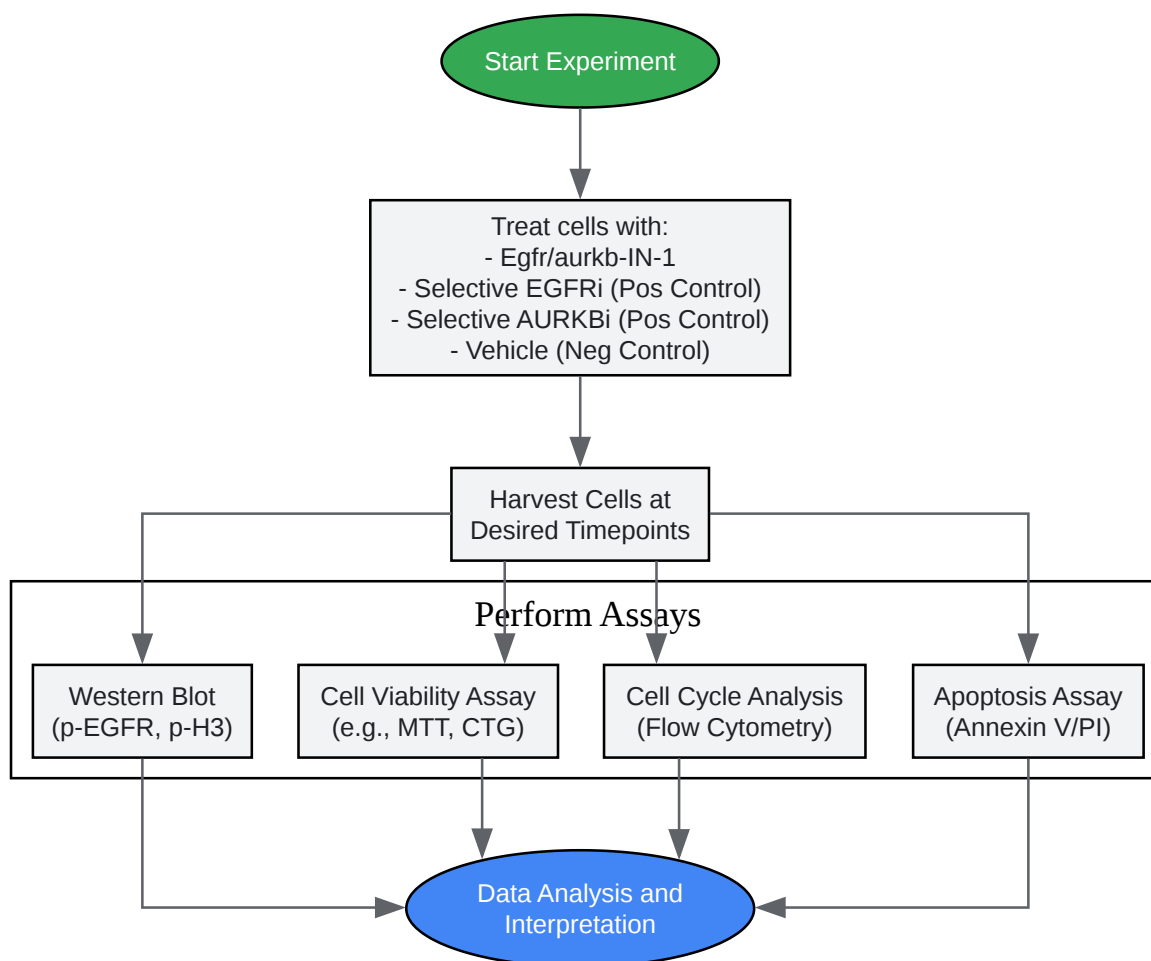 Start Experiment
Treat cells with:
- Egfr/aurkb-IN-1
- Selective EGFRi (Pos Control)
- Selective AURKBi (Pos Control)
- Vehicle (Neg Control)
Harvest Cells at
Desired Timepoints
Perform Assays
Western Blot
(p-EGFR, p-H3)
Cell Viability Assay
(e.g., MTT, CTG)
Cell Cycle Analysis
(Flow Cytometry)
Apoptosis Assay
(Annexin V/PI)
Data Analysis and
Interpretation